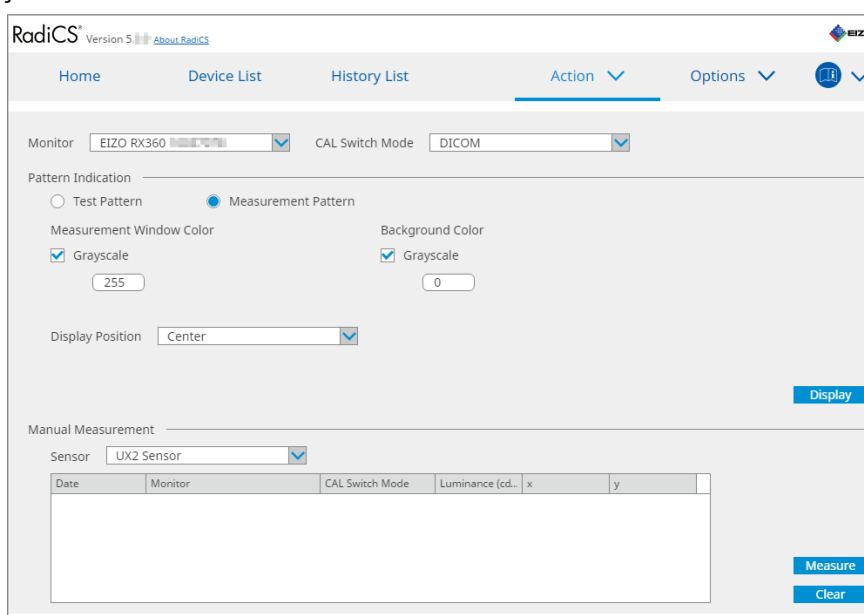 RadiCS® Version 5. About RadiCS EIZ
Home Device List History List Action Options
Monitor EIZO RX360 CAL Switch Mode DICOM
Pattern Indication
Test Pattern Measurement Pattern
Measurement Window Color Background Color
Grayscale Grayscale
255 0
Display Position Center
Display
Manual Measurement
Sensor UX2 Sensor
Date Monitor CAL Switch Mode Luminance (cd... x y
Measure
Clear